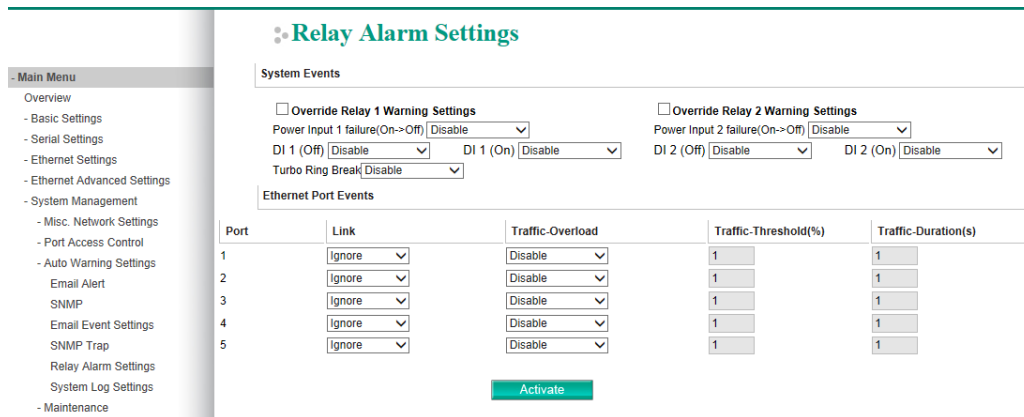 Relay Alarm Settings
- Main Menu
Overview
- Basic Settings
- Serial Settings
- Ethernet Settings
- Ethernet Advanced Settings
- System Management
- Misc. Network Settings
- Port Access Control
- Auto Warning Settings
Email Alert
SNMP
Email Event Settings
SNMP Trap
Relay Alarm Settings
System Log Settings
- Maintenance
System Events
Override Relay 1 Warning Settings Override Relay 2 Warning Settings
Power Input 1 failure(On->Off) Disable Power Input 2 failure(On->Off) Disable
DI 1 (Off) Disable DI 1 (On) Disable DI 2 (Off) Disable DI 2 (On) Disable
Turbo Ring Break Disable
Ethernet Port Events
Port Link Traffic-Overload Traffic-Threshold(%) Traffic-Duration(s)
1 Ignore Disable 1 1
2 Ignore Disable 1 1
3 Ignore Disable 1 1
4 Ignore Disable 1 1
5 Ignore Disable 1 1
Activate